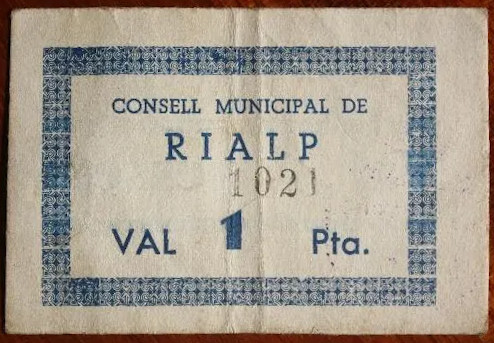 CONSELL MUNICIPAL DE
RIALP
1021
VAL 1 Pta.